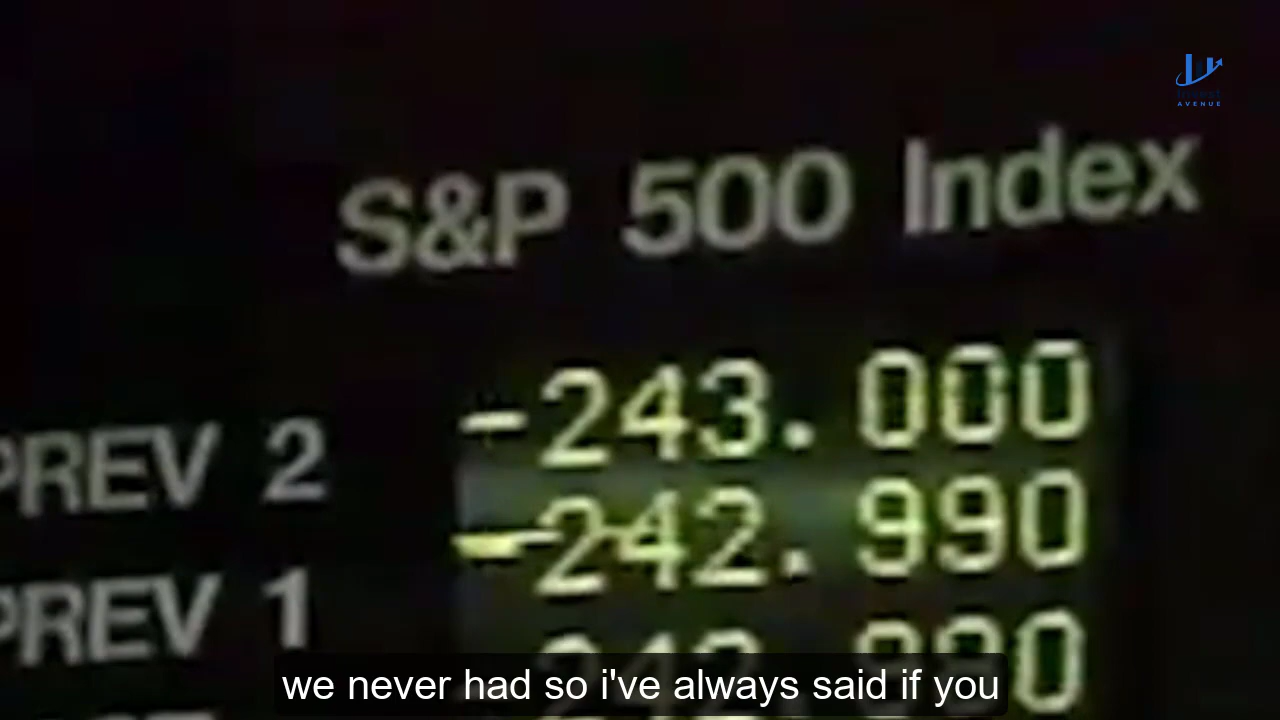 AVENUE
S&P 500 Index
PREV 2 -243.000
PREV 1 -242.990
we never had so i've always said if you